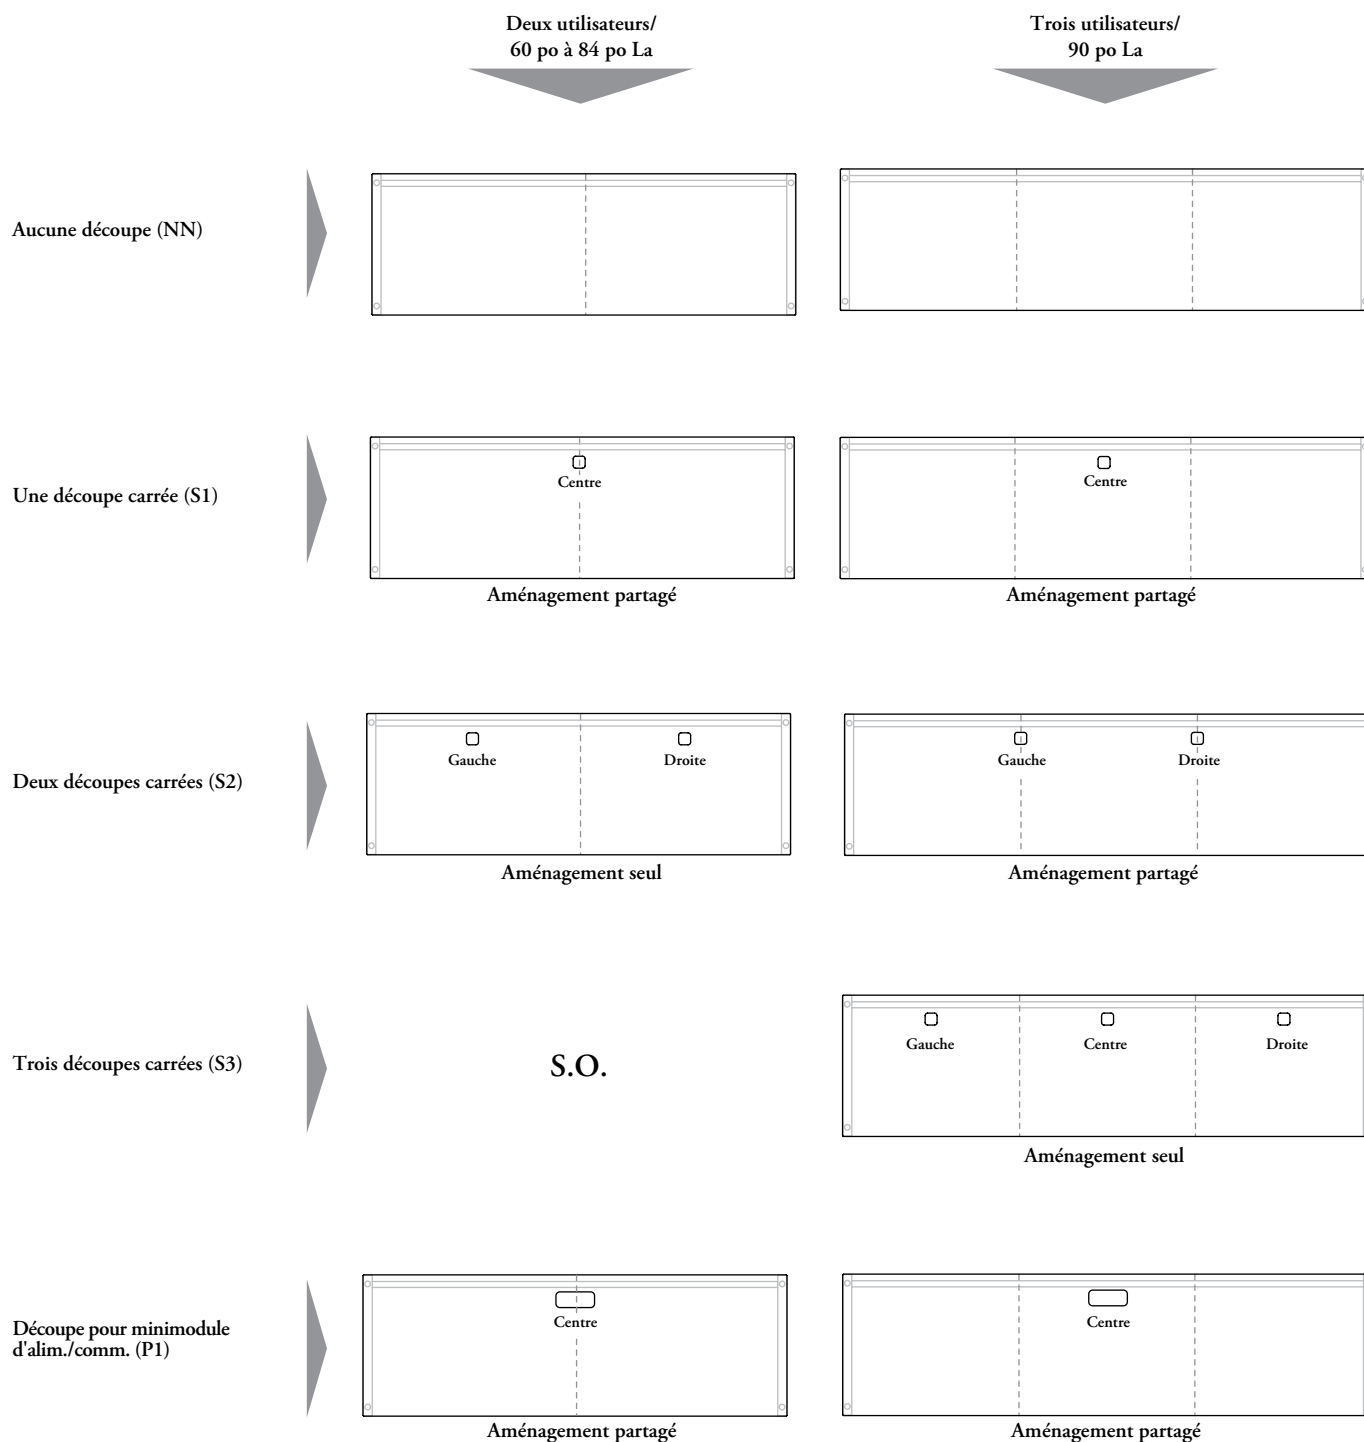 Deux utilisateurs/
60 po à 84 po La
Trois utilisateurs/
90 po La
Aucune découpe (NN)
Une découpe carrée (S1)
Centre
Aménagement partagé
Centre
Aménagement partagé
Deux découpes carrées (S2)
Gauche
Droite
Aménagement seul
Gauche
Droite
Aménagement partagé
Trois découpes carrées (S3)
S.O.
Gauche
Centre
Droite
Aménagement seul
Découpe pour minimodule
d'alim./comm. (P1)
Centre
Aménagement partagé
Centre
Aménagement partagé